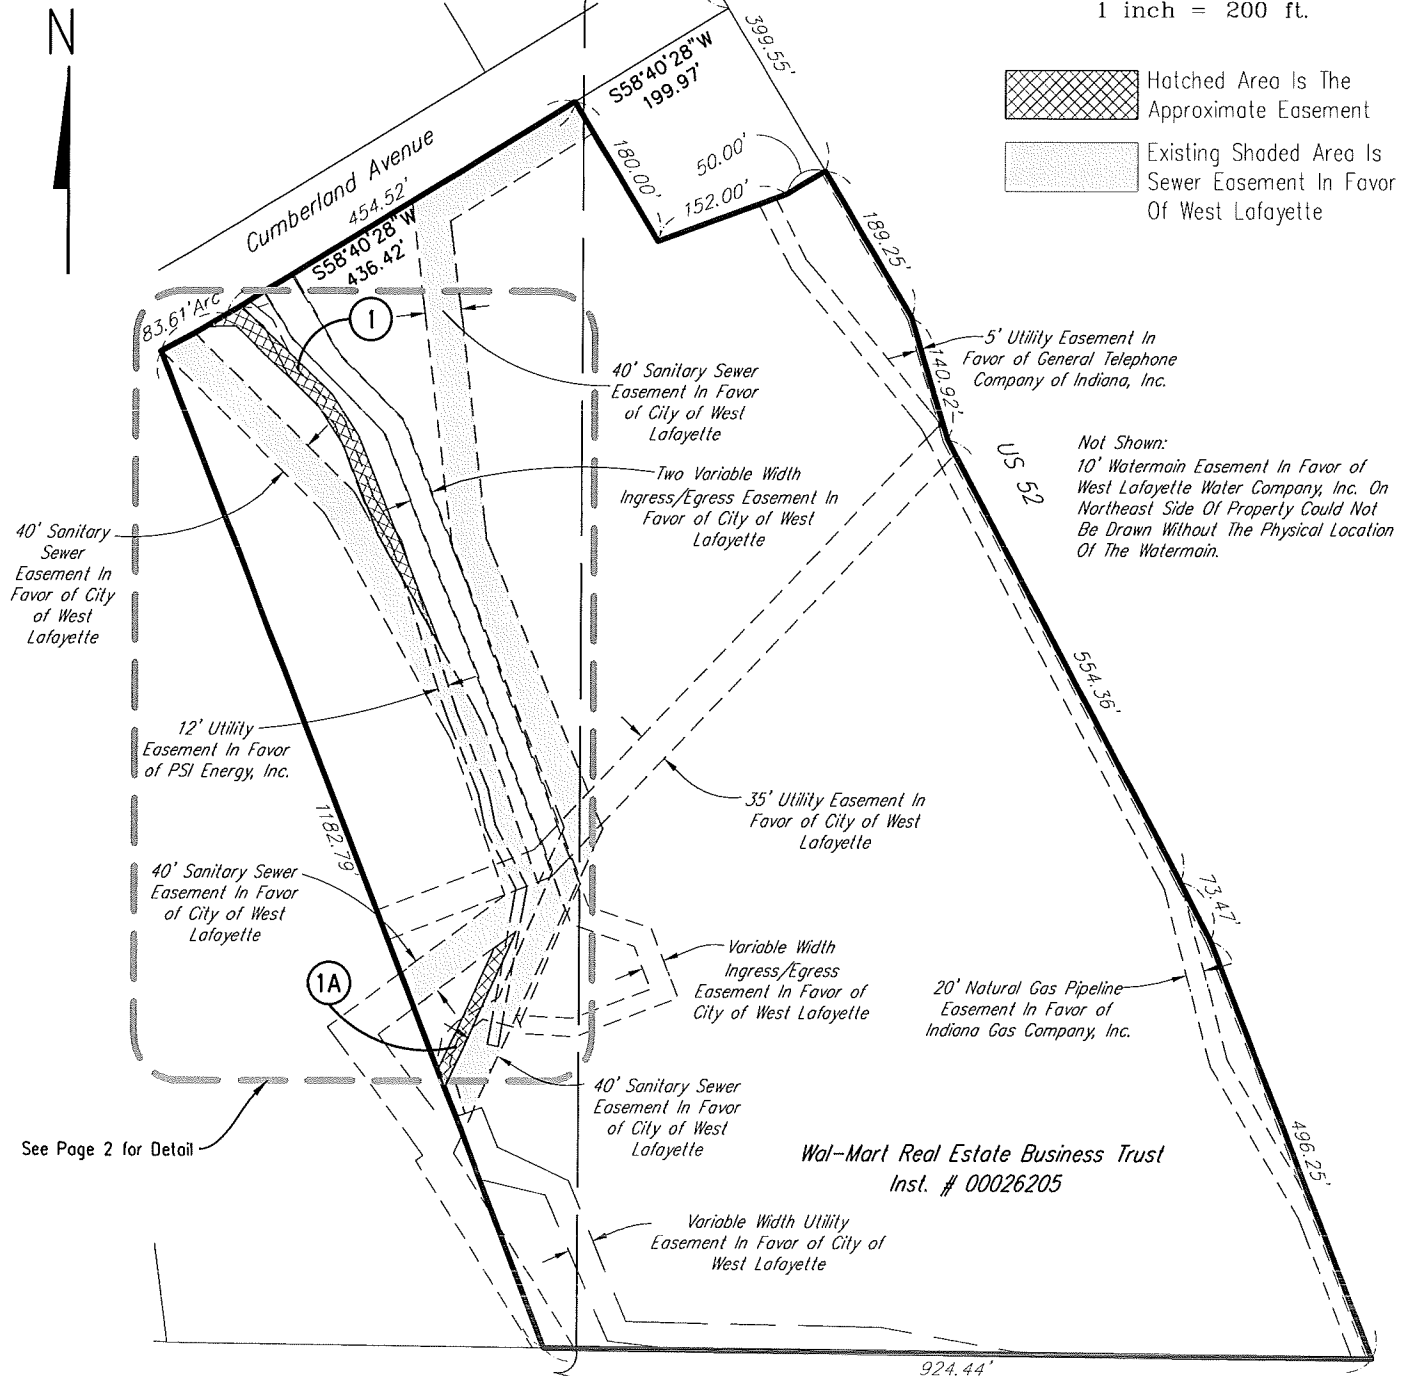 N
1 inch = 200 ft.
Hatched Area Is The
Approximate Easement
Existing Shaded Area Is
Sewer Easement In Favor
Of West Lafayette
399.55'
S58°40'28"W
199.97'
Cumberland Avenue
454.52'
S58°40'28"W
436.42'
180.00'
50.00'
152.00'
189.25'
83.61' Arc
1
140.92'
5' Utility Easement In
Favor of General Telephone
Company of Indiana, Inc.
40' Sanitary Sewer
Easement In Favor
of City of West
Lafayette
US 52
Not Shown:
10' Watermain Easement In Favor of
West Lafayette Water Company, Inc. On
Northeast Side Of Property Could Not
Be Drawn Without The Physical Location
Of The Watermain.
Two Variable Width
Ingress/Egress Easement In
Favor of City of West
Lafayette
40' Sanitary
Sewer
Easement In
Favor of City
of West
Lafayette
554.36'
12' Utility
Easement In Favor
of PSI Energy, Inc.
1182.79'
35' Utility Easement In
Favor of City of West
Lafayette
40' Sanitary Sewer
Easement In Favor
of City of West
Lafayette
73.47'
1A
Variable Width
Ingress/Egress
Easement In Favor of
City of West Lafayette
20' Natural Gas Pipeline
Easement In Favor of
Indiana Gas Company, Inc.
40' Sanitary Sewer
Easement In Favor
of City of West
Lafayette
See Page 2 for Detail
Wal-Mart Real Estate Business Trust
Inst. # 00026205
496.25'
Variable Width Utility
Easement In Favor of City of
West Lafayette
924.44'